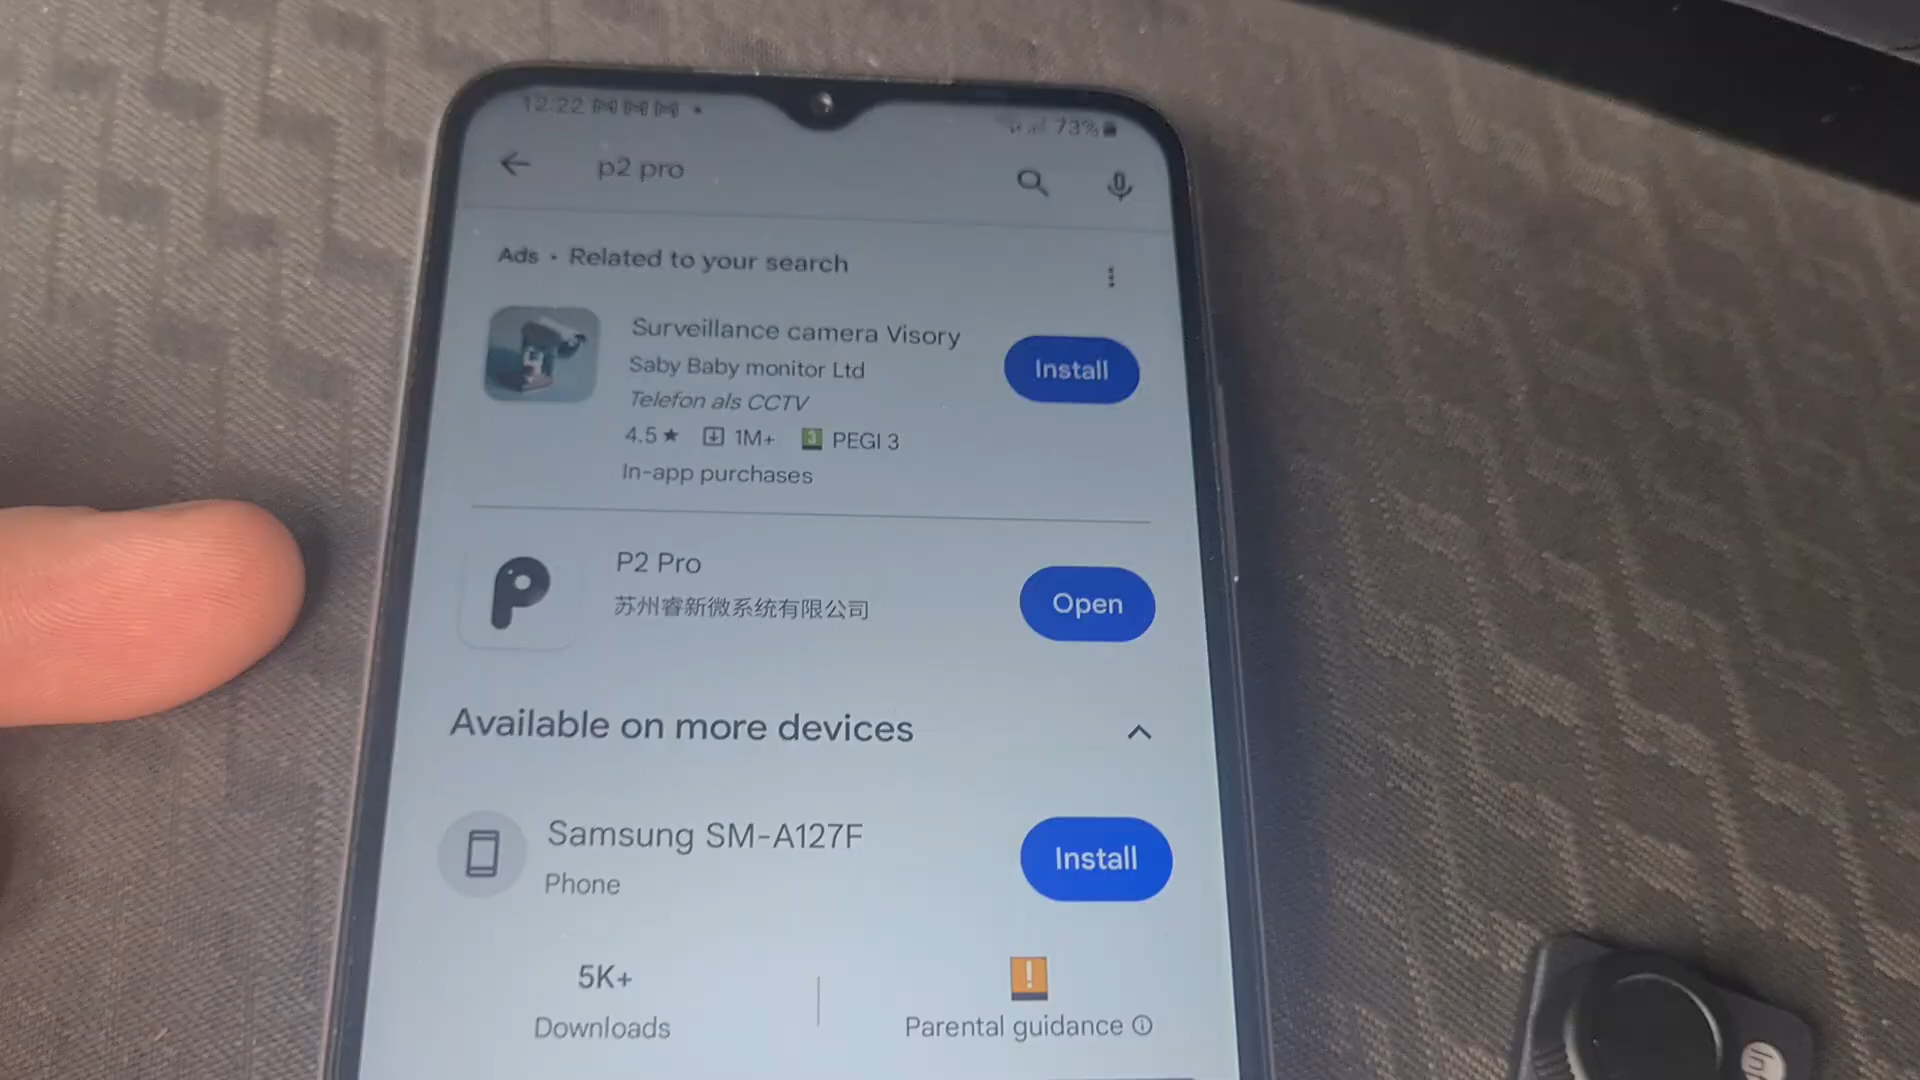 12:22
73%
p2 pro
Ads • Related to your search
Surveillance camera Visory
Saby Baby monitor Ltd
Telefon als CCTV
4.5★ 1M+ 3 PEGI 3
In-app purchases
Install
P2 Pro
苏州睿新微系统有限公司
Open
Available on more devices
Samsung SM-A127F
Phone
Install
5K+
Downloads
!
Parental guidance